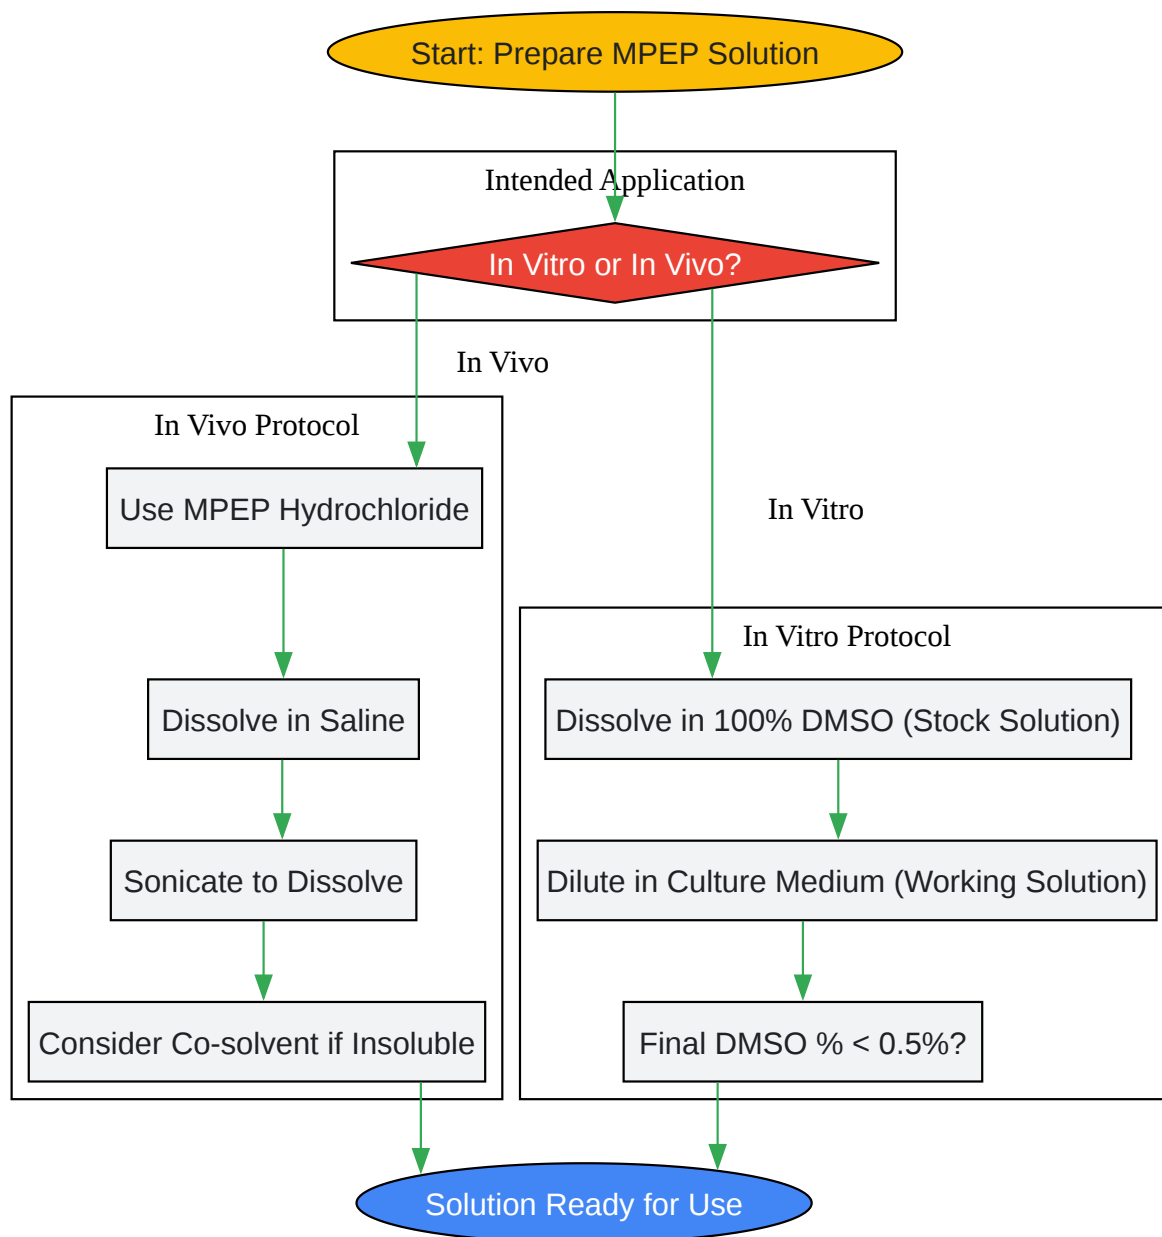 Start: Prepare MPEP Solution
Intended Application
In Vitro or In Vivo?
In Vivo
In Vivo Protocol
Use MPEP Hydrochloride
Dissolve in Saline
Sonicate to Dissolve
Consider Co-solvent if Insoluble
In Vitro
In Vitro Protocol
Dissolve in 100% DMSO (Stock Solution)
Dilute in Culture Medium (Working Solution)
Final DMSO % < 0.5%?
Solution Ready for Use